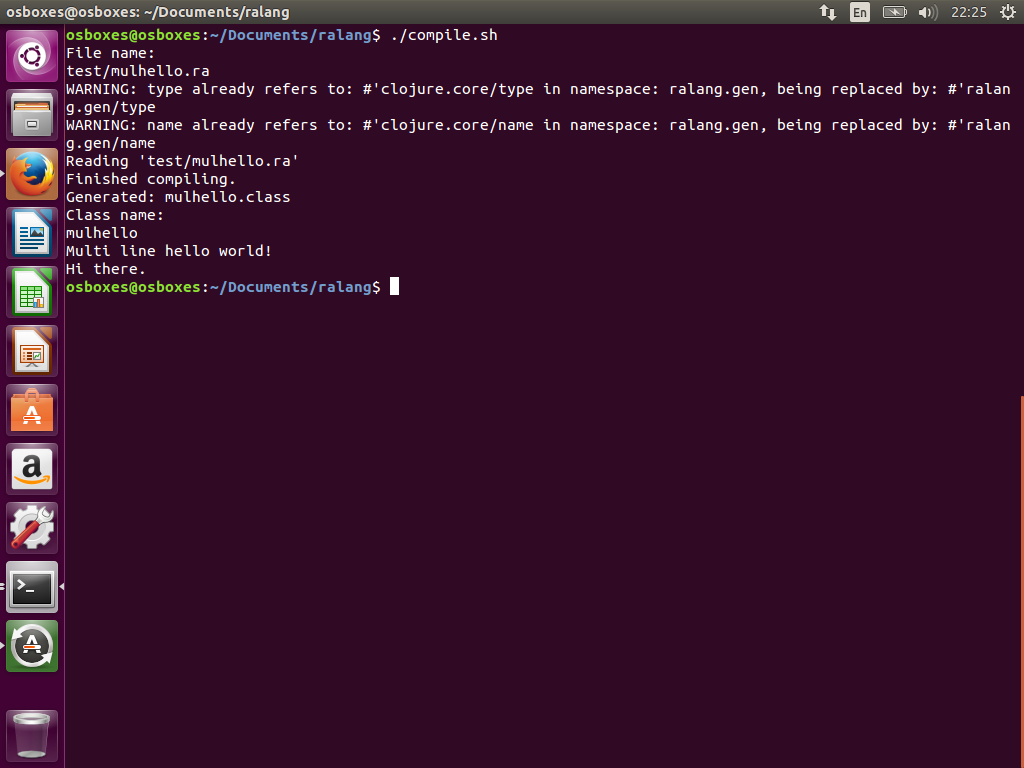 osboxes@osboxes: ~/Documents/ralang
En
22:25
osboxes@osboxes:~/Documents/ralang$ ./compile.sh
File name:
test/mulhello.ra
WARNING: type already refers to: #'clojure.core/type in namespace: ralang.gen, being replaced by: #'ralan
g.gen/type
WARNING: name already refers to: #'clojure.core/name in namespace: ralang.gen, being replaced by: #'ralan
g.gen/name
Reading 'test/mulhello.ra'
Finished compiling.
Generated: mulhello.class
Class name:
mulhello
Multi line hello world!
Hi there.
osboxes@osboxes:~/Documents/ralang$